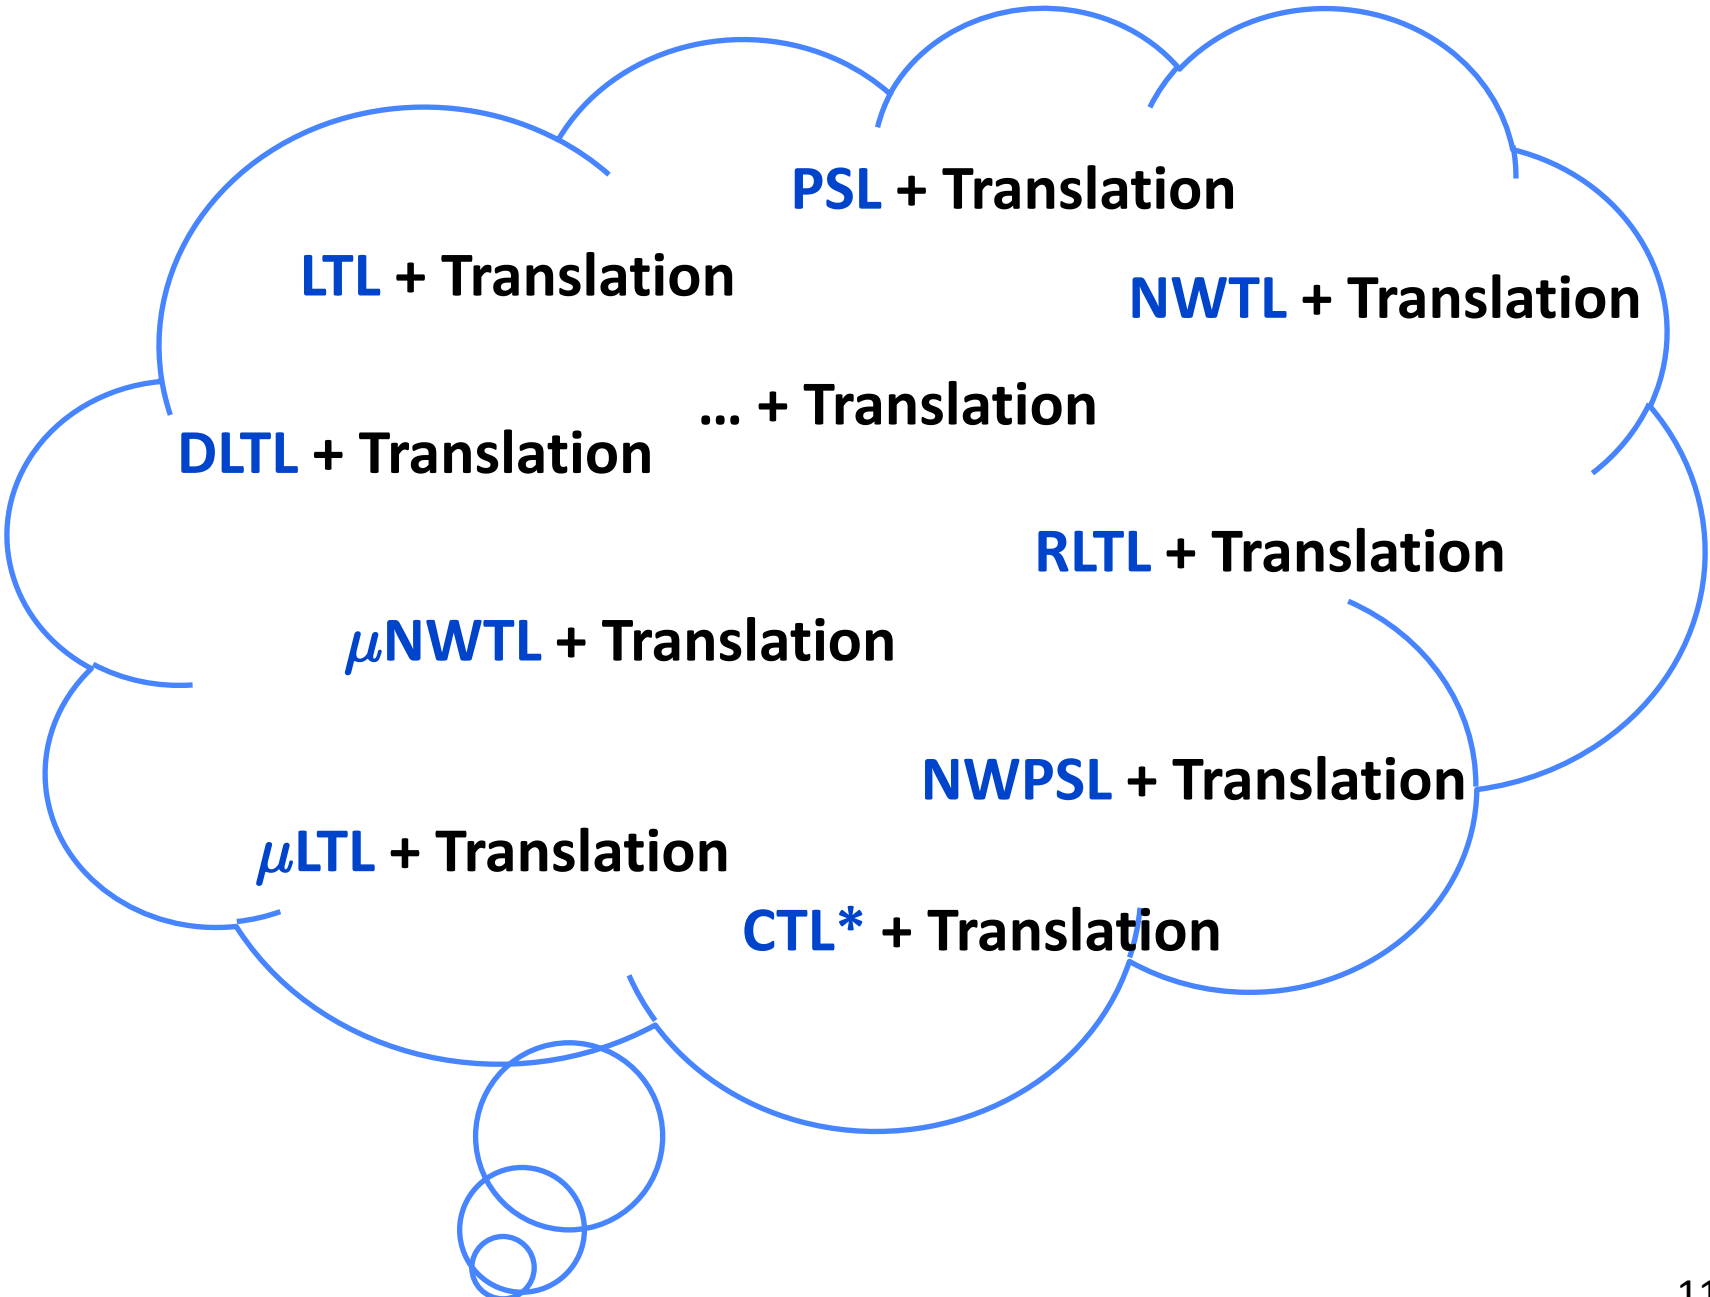 PSL + Translation
LTL + Translation
NWTL + Translation
... + Translation
DLTL + Translation
RLTL + Translation
μNWTL + Translation
NWPSL + Translation
μLTL + Translation
CTL* + Translation
11